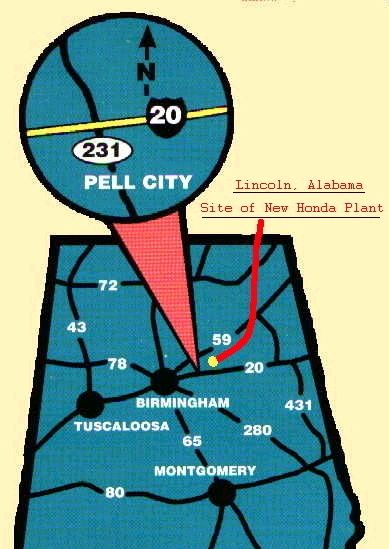 N
20
231
PELL CITY
Lincoln, Alabama
Site of New Honda Plant
72
43
59
78
20
BIRMINGHAM
431
TUSCALOOSA
280
65
MONTGOMERY
80